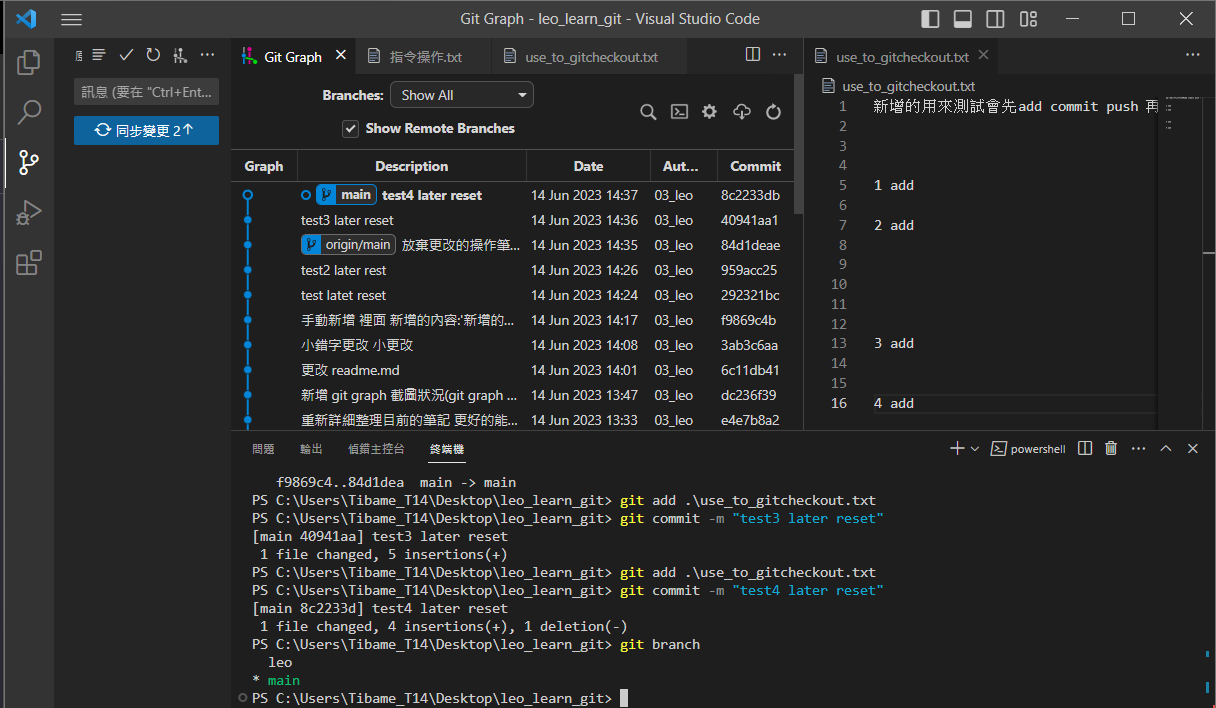 Git Graph - leo_learn_git - Visual Studio Code
訊息 (要在 "Ctrl+Ent...
同步變更 2↑
Git Graph
指令操作.txt
use_to_gitcheckout.txt
Branches: Show All
Show Remote Branches
Graph Description Date Aut... Commit
main test4 later reset 14 Jun 2023 14:37 03_leo 8c2233db
test3 later reset 14 Jun 2023 14:36 03_leo 40941aa1
origin/main 放棄更改的操作筆... 14 Jun 2023 14:35 03_leo 84d1deae
test2 later rest 14 Jun 2023 14:26 03_leo 959acc25
test latet reset 14 Jun 2023 14:24 03_leo 292321bc
手動新增 裡面 新增的內容:'新增的... 14 Jun 2023 14:17 03_leo f9869c4b
小錯字更改 小更改 14 Jun 2023 14:08 03_leo 3ab3c6aa
更改 readme.md 14 Jun 2023 14:01 03_leo 6c11db41
新增 git graph 截圖狀況(git graph ... 14 Jun 2023 13:47 03_leo dc236f39
重新詳細整理目前的筆記 更好的能... 14 Jun 2023 13:33 03_leo e4e7b8a2
use_to_gitcheckout.txt
use_to_gitcheckout.txt
1 新增的用來測試會先add commit push 再
2
3
4
5 1 add
6
7 2 add
8
9
10
11
12
13 3 add
14
15
16 4 add
問題 輸出 偵錯主控台 終端機
powershell
f9869c4..84d1dea  main -> main
PS C:\Users\Tibame_T14\Desktop\leo_learn_git> git add .\use_to_gitcheckout.txt
PS C:\Users\Tibame_T14\Desktop\leo_learn_git> git commit -m "test3 later reset"
[main 40941aa] test3 later reset
1 file changed, 5 insertions(+)
PS C:\Users\Tibame_T14\Desktop\leo_learn_git> git add .\use_to_gitcheckout.txt
PS C:\Users\Tibame_T14\Desktop\leo_learn_git> git commit -m "test4 later reset"
[main 8c2233d] test4 later reset
1 file changed, 4 insertions(+), 1 deletion(-)
PS C:\Users\Tibame_T14\Desktop\leo_learn_git> git branch
leo
* main
PS C:\Users\Tibame_T14\Desktop\leo_learn_git>